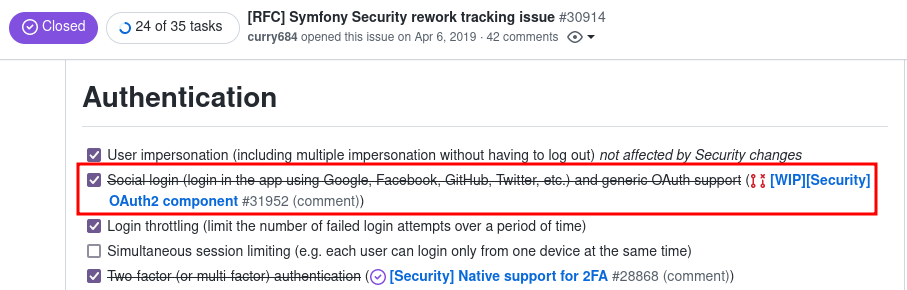 Closed
24 of 35 tasks
[RFC] Symfony Security rework tracking issue #30914
curry684 opened this issue on Apr 6, 2019 · 42 comments
Authentication
User impersonation (including multiple impersonation without having to log out) not affected by Security changes
Social login (login in the app using Google, Facebook, GitHub, Twitter, etc.) and generic OAuth support ([WIP][Security]
OAuth2 component #31952 (comment))
Login throttling (limit the number of failed login attempts over a period of time)
Simultaneous session limiting (e.g. each user can login only from one device at the same time)
Two-factor (or multi-factor) authentication ([Security] Native support for 2FA #28868 (comment))